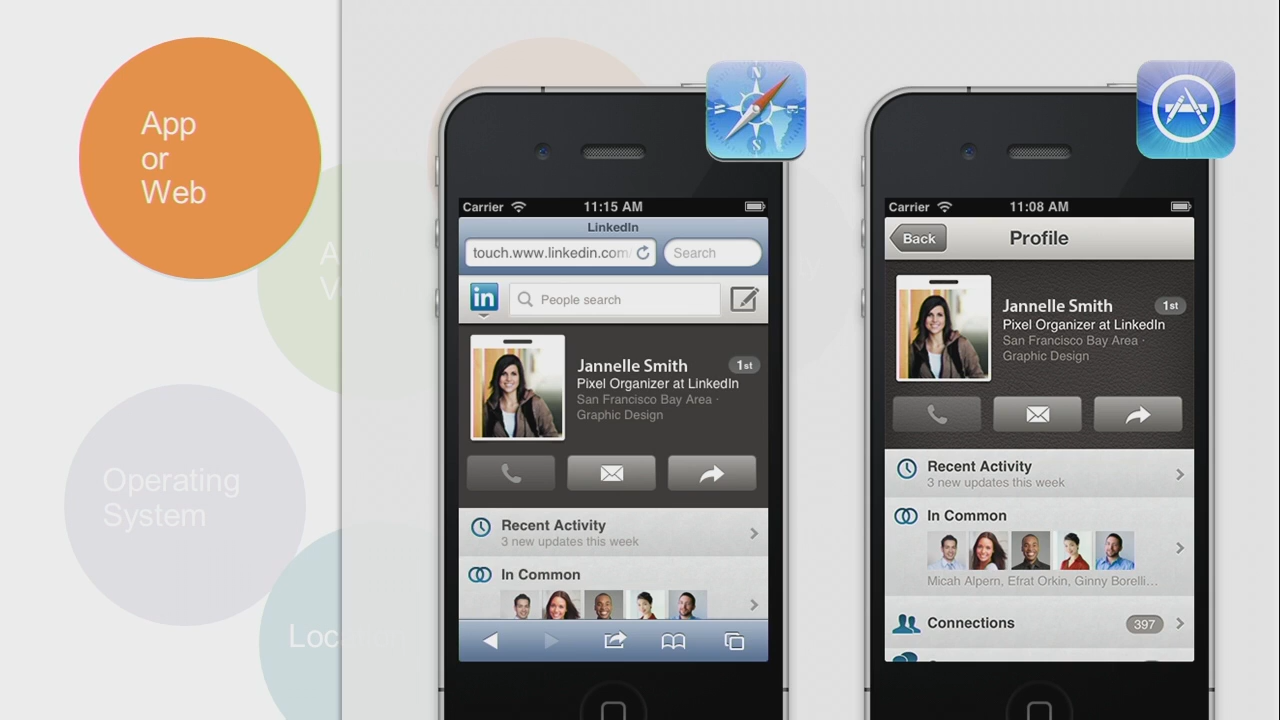 App
or
Web
Operating
System
Carrier 11:15 AM
LinkedIn
touch.www.linkedin.com/
Search
in
People search
Jannelle Smith 1st
Pixel Organizer at LinkedIn
San Francisco Bay Area ·
Graphic Design
Recent Activity
3 new updates this week
In Common
Carrier 11:08 AM
Back Profile
Jannelle Smith 1st
Pixel Organizer at LinkedIn
San Francisco Bay Area ·
Graphic Design
Recent Activity
3 new updates this week
In Common
Micah Alpern, Efrat Orkin, Ginny Borelli...
Connections 397